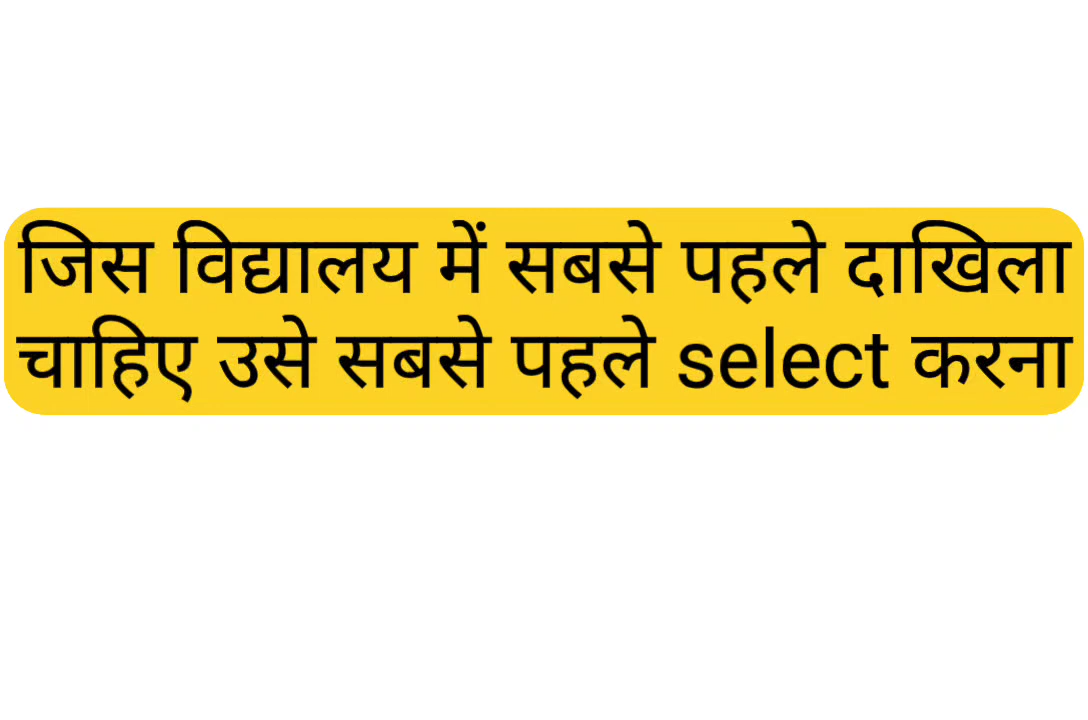 जिस विद्यालय में सबसे पहले दाखिला
चाहिए उसे सबसे पहले select करना